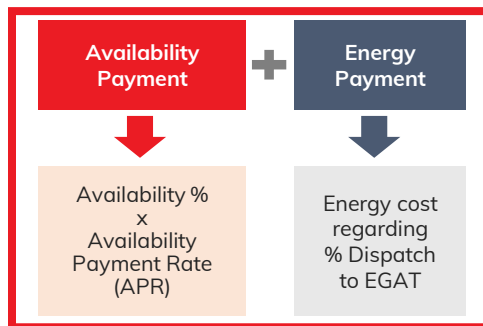 Availability
Payment
+
Energy
Payment
Availability %
x
Availability
Payment Rate
(APR)
Energy cost
regarding
% Dispatch
to EGAT